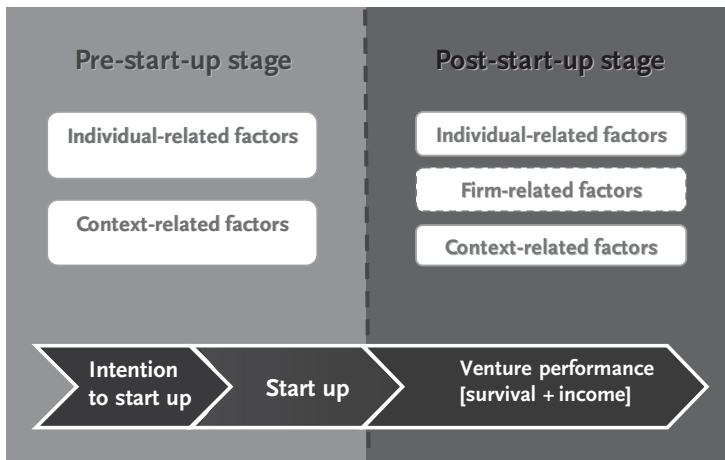 Pre-start-up stage
Individual-related factors
Context-related factors
Post-start-up stage
Individual-related factors
Firm-related factors
Context-related factors
Intention
to start up
Start up
Venture performance
[survival + income]